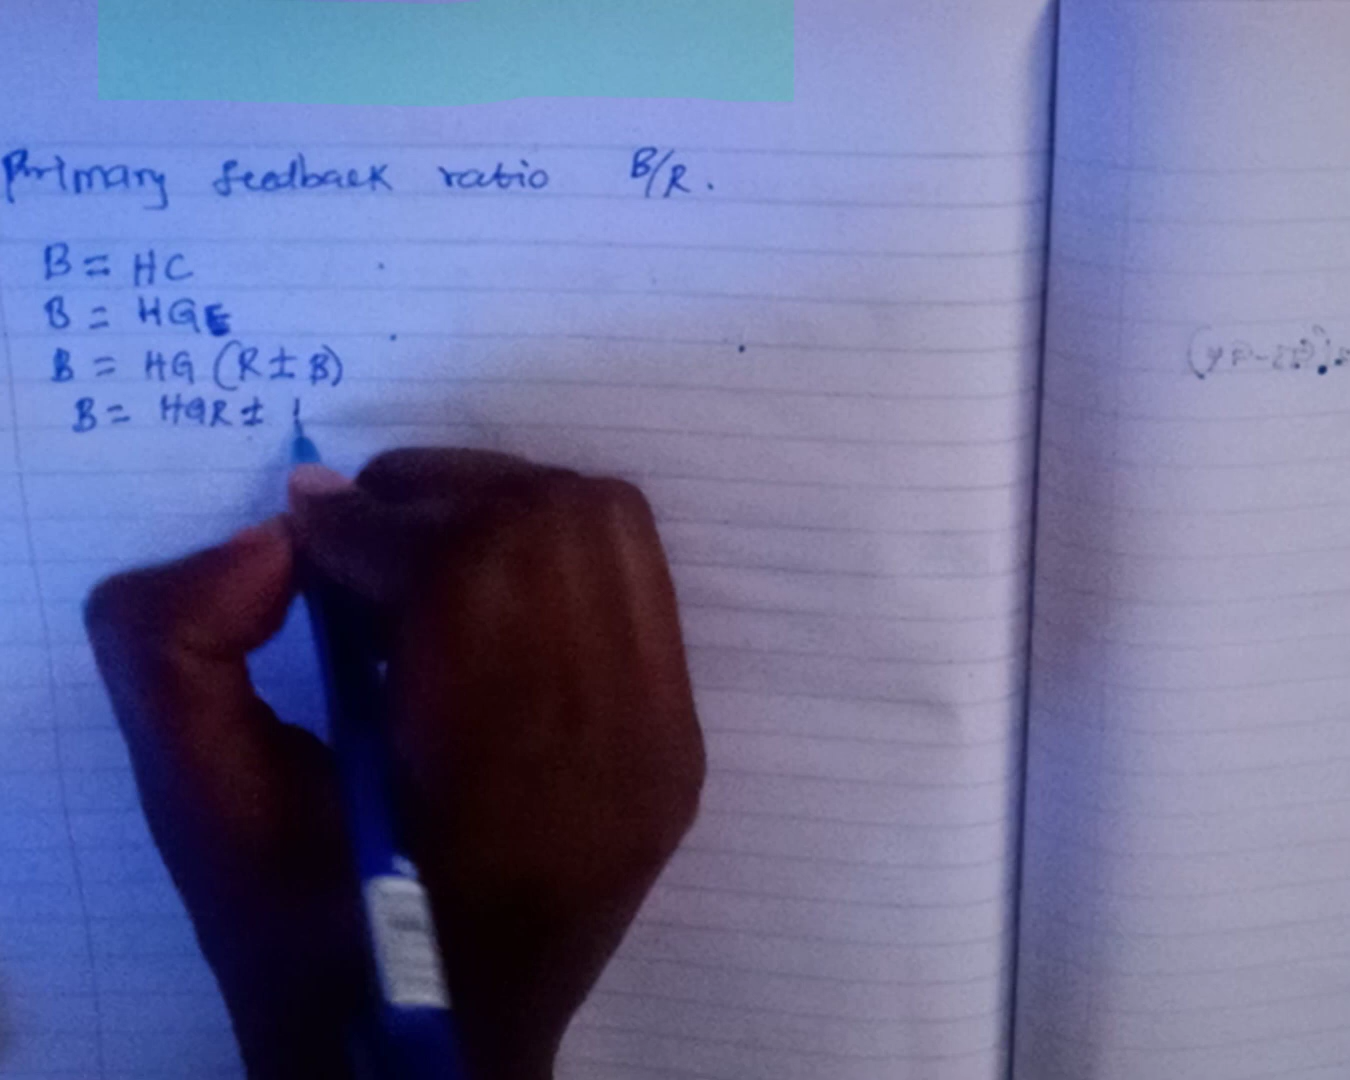 Primary feedback ratio B/R.
B = HC
B = HGE
B = HG (R ± B)
B = HGR ±